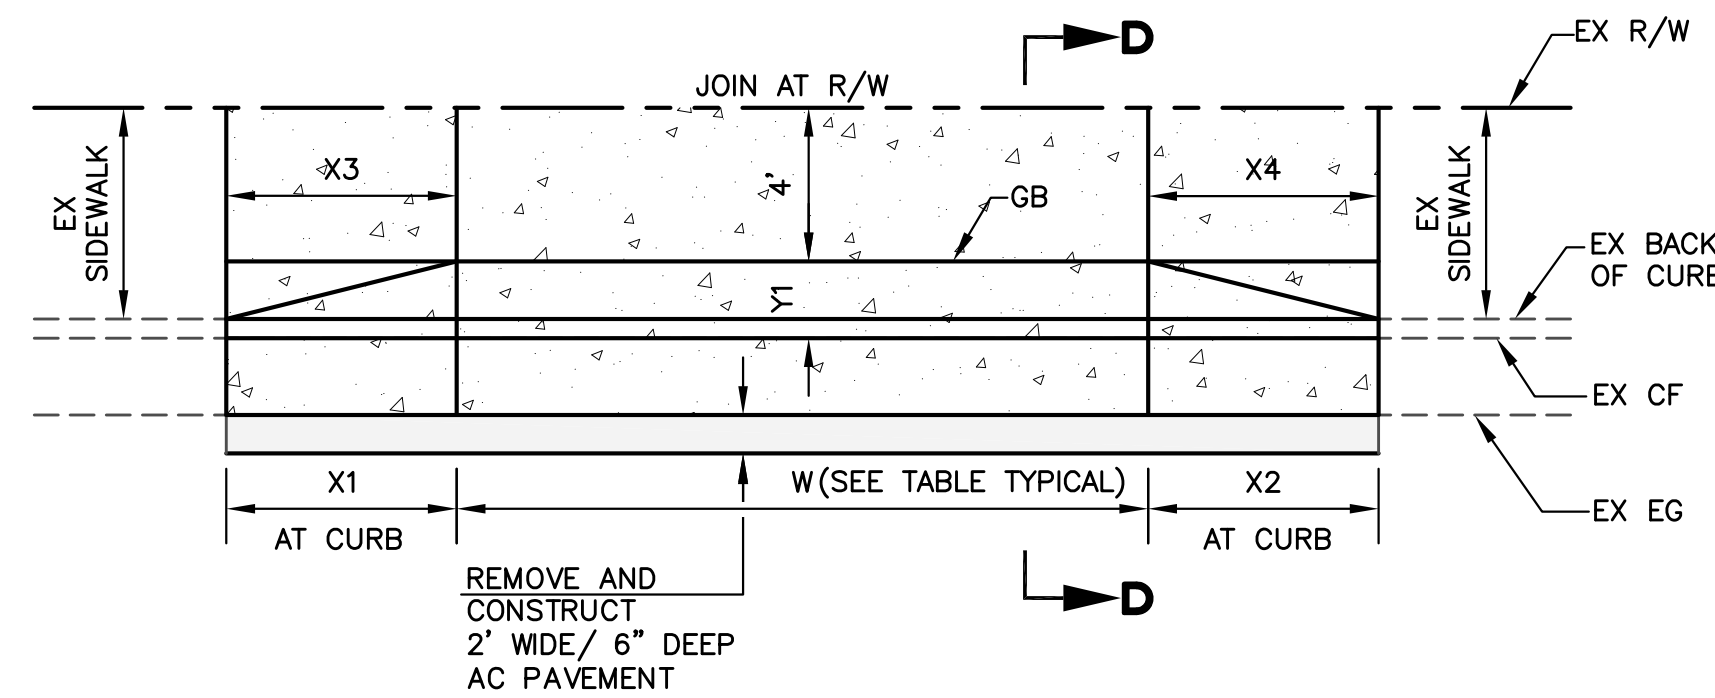 D
EX R/W
JOIN AT R/W
EX
SIDEWALK
X3
4'
GB
X4
EX
SIDEWALK
EX BACK
OF CURB
Y1
EX CF
X1
W (SEE TABLE TYPICAL)
X2
EX EG
AT CURB
AT CURB
D
REMOVE AND
CONSTRUCT
2' WIDE/ 6" DEEP
AC PAVEMENT